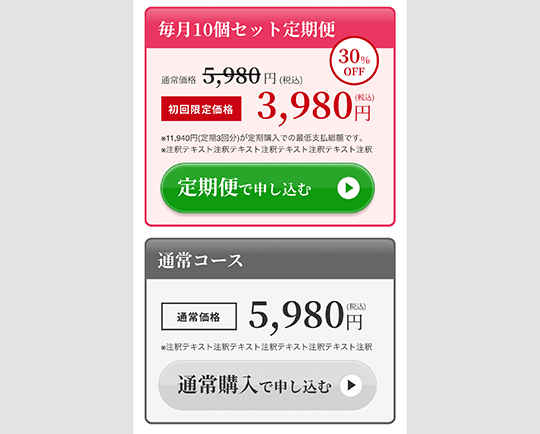 毎月10個セット定期便
30%
OFF
通常価格 5,980円(税込)
初回限定価格 3,980円(税込)
※11,940円(定期3回分)が定期購入での最低支払総額です。
※注釈テキスト注釈テキスト注釈テキスト注釈テキスト注釈
定期便で申し込む
通常コース
通常価格 5,980円(税込)
※注釈テキスト注釈テキスト注釈テキスト注釈テキスト注釈
通常購入で申し込む